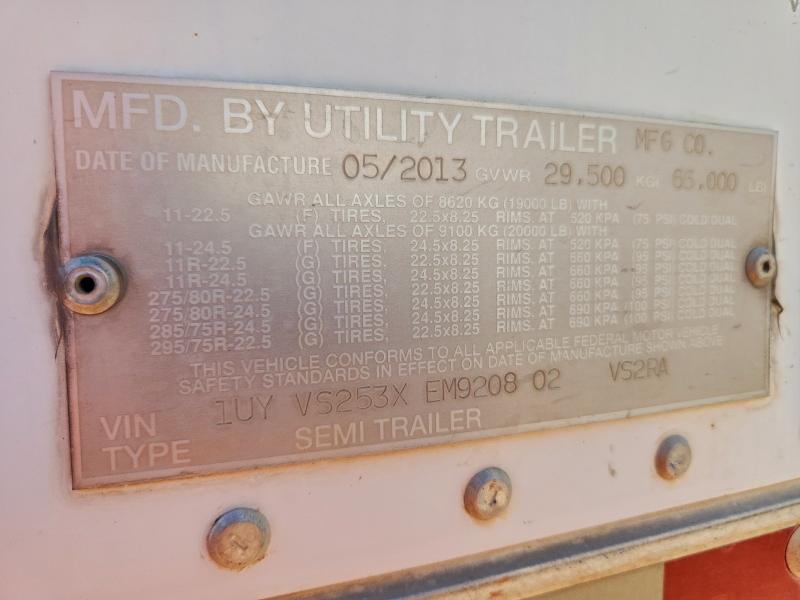 MFD. BY UTILITY TRAILER MFG CO.
DATE OF MANUFACTURE 05/2013 GVWR 29,500 KG( 65,000 LB)
GAWR ALL AXLES OF 8620 KG (19000 LB) WITH
11-22.5 (F) TIRES, 22.5x8.25 RIMS. AT 520 KPA (75 PSI) COLD DUAL
GAWR ALL AXLES OF 9100 KG (20000 LB) WITH
11-24.5 (F) TIRES, 24.5x8.25 RIMS. AT 520 KPA (75 PSI) COLD DUAL
11R-22.5 (G) TIRES, 22.5x8.25 RIMS. AT 660 KPA (95 PSI) COLD DUAL
11R-24.5 (G) TIRES, 24.5x8.25 RIMS. AT 660 KPA (95 PSI) COLD DUAL
275/80R-22.5 (G) TIRES, 22.5x8.25 RIMS. AT 660 KPA (95 PSI) COLD DUAL
275/80R-24.5 (G) TIRES, 24.5x8.25 RIMS. AT 660 KPA (95 PSI) COLD DUAL
285/75R-24.5 (G) TIRES, 24.5x8.25 RIMS. AT 690 KPA (100 PSI) COLD DUAL
295/75R-22.5 (G) TIRES, 22.5x8.25 RIMS. AT 690 KPA (100 PSI) COLD DUAL
THIS VEHICLE CONFORMS TO ALL APPLICABLE FEDERAL MOTOR VEHICLE
SAFETY STANDARDS IN EFFECT ON DATE OF MANUFACTURE SHOWN ABOVE
VIN 1UY VS253X EM9208 02 VS2RA
TYPE SEMI TRAILER